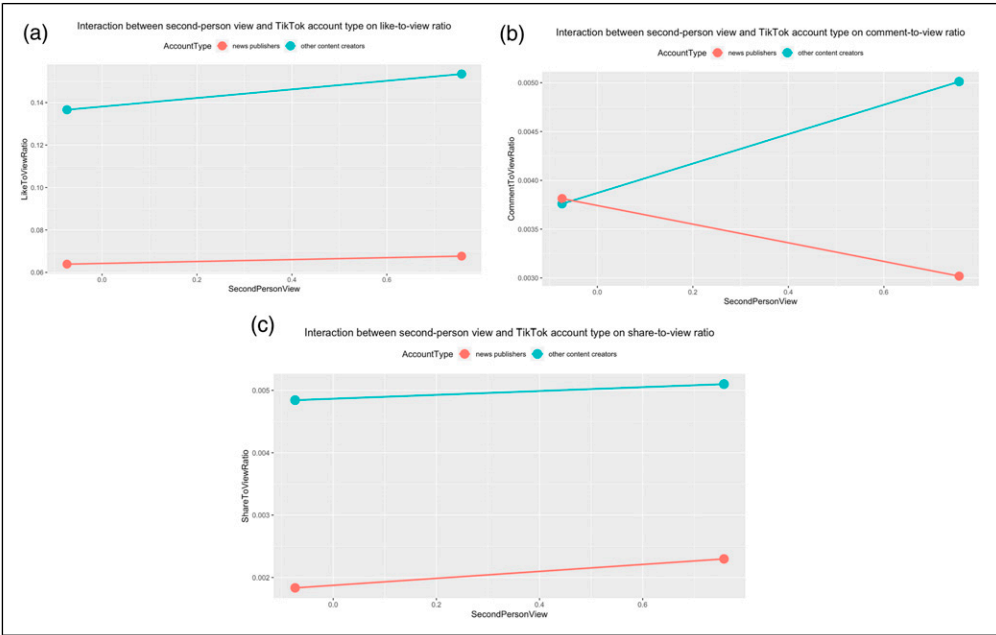 (a)
Interaction between second-person view and TikTok account type on like-to-view ratio
AccountType news publishers other content creators
0.14
0.12
0.10
0.08
0.06
LikeToViewRatio
0.0 0.2 0.4 0.6
SecondPersonView
(b)
Interaction between second-person view and TikTok account type on comment-to-view ratio
AccountType news publishers other content creators
0.0050
0.0045
0.0040
0.0035
0.0030
CommentToViewRatio
0.0 0.2 0.4 0.6
SecondPersonView
(c)
Interaction between second-person view and TikTok account type on share-to-view ratio
AccountType news publishers other content creators
0.005
0.004
0.003
0.002
ShareToViewRatio
0.0 0.2 0.4 0.6
SecondPersonView